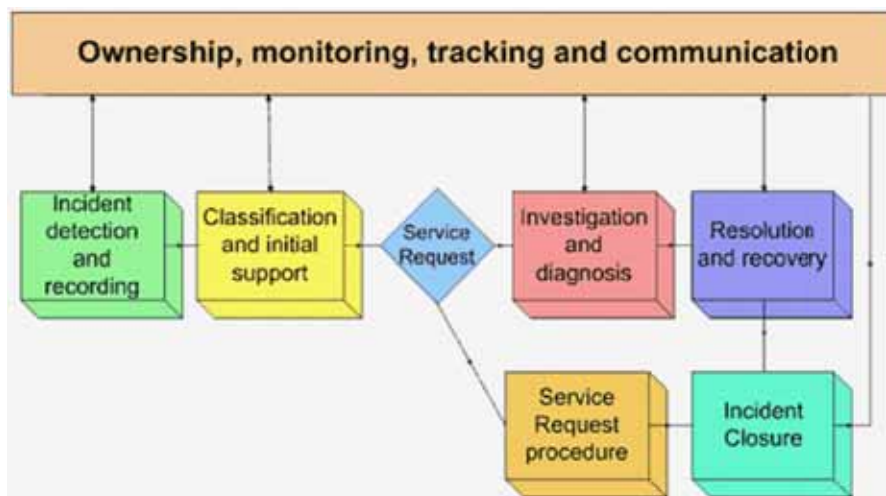 Ownership, monitoring, tracking and communication
Incident
detection
and
recording
Classification
and initial
support
Service
Request
Investigation
and
diagnosis
Resolution
and recovery
Service
Request
procedure
Incident
Closure